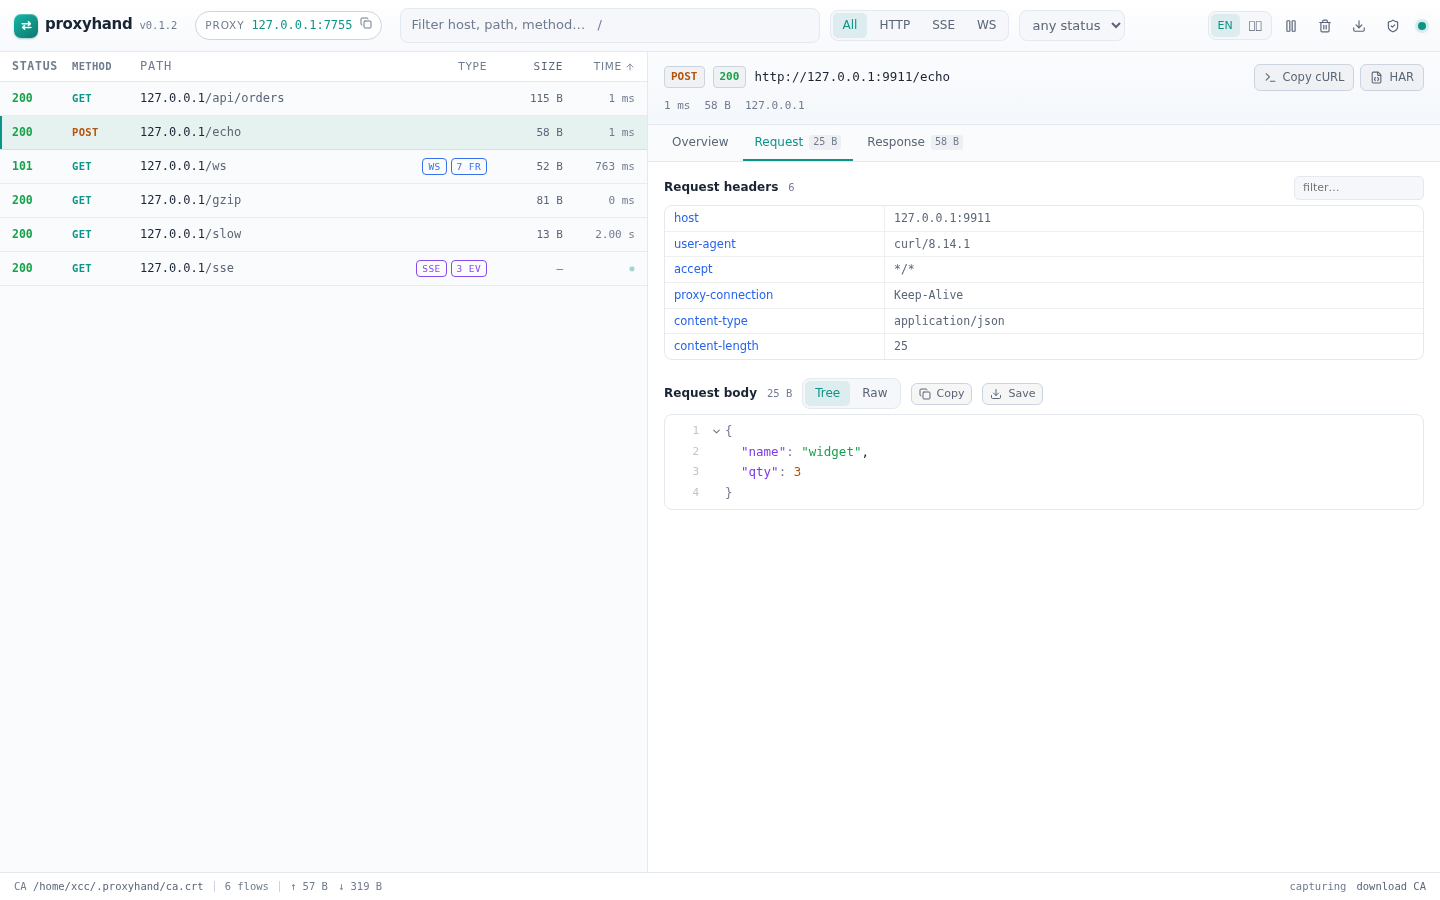 proxyhand v0.1.2 PROXY 127.0.0.1:7755 Filter host, path, method… / All HTTP SSE WS any status EN
STATUS METHOD PATH TYPE SIZE TIME ↑
200 GET 127.0.0.1/api/orders 115 B 1 ms
200 POST 127.0.0.1/echo 58 B 1 ms
101 GET 127.0.0.1/ws WS 7 FR 52 B 763 ms
200 GET 127.0.0.1/gzip 81 B 0 ms
200 GET 127.0.0.1/slow 13 B 2.00 s
200 GET 127.0.0.1/sse SSE 3 EV —
POST 200 http://127.0.0.1:9911/echo Copy cURL HAR
1 ms 58 B 127.0.0.1
Overview Request 25 B Response 58 B
Request headers 6 filter…
host 127.0.0.1:9911
user-agent curl/8.14.1
accept */*
proxy-connection Keep-Alive
content-type application/json
content-length 25
Request body 25 B Tree Raw Copy Save
1 {
2 "name": "widget",
3 "qty": 3
4 }
CA /home/xcc/.proxyhand/ca.crt 6 flows ↑ 57 B ↓ 319 B capturing download CA